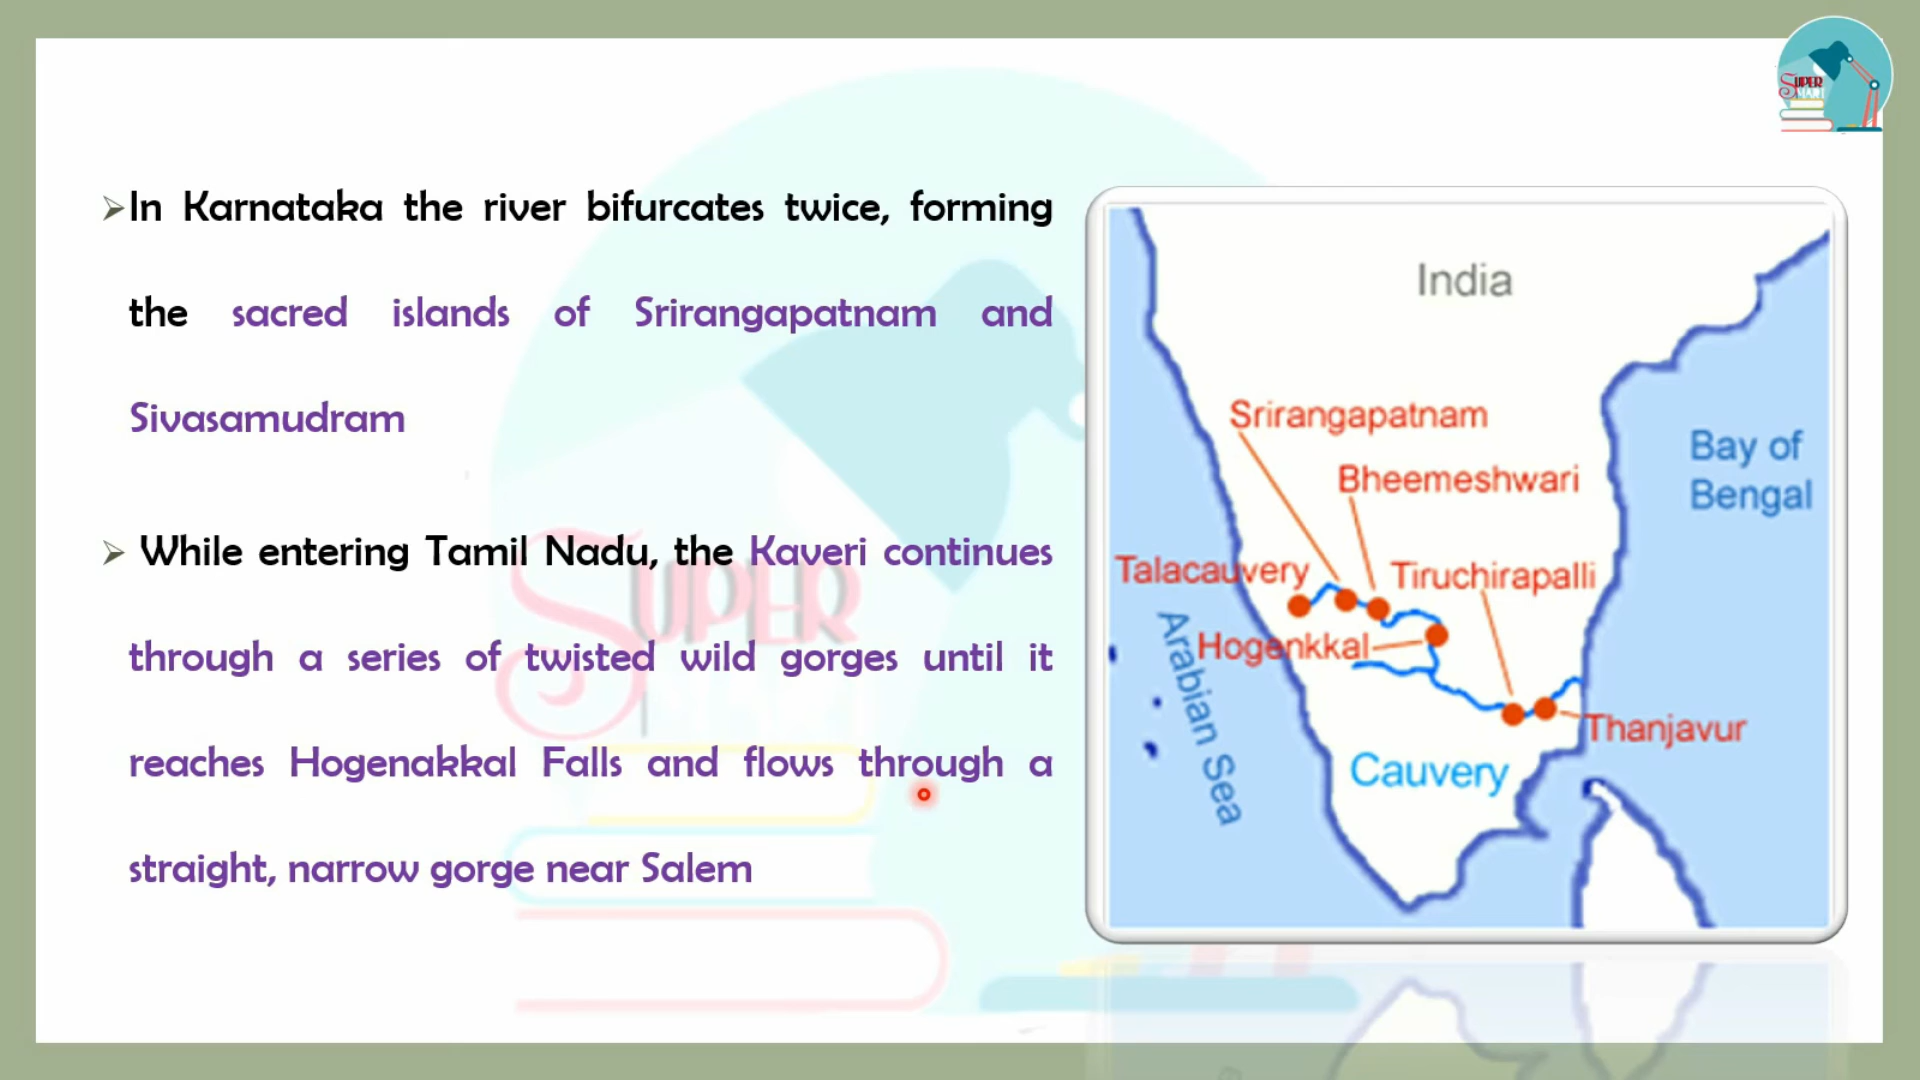 ➢In Karnataka the river bifurcates twice, forming
the sacred islands of Srirangapatnam and
Sivasamudram
➢ While entering Tamil Nadu, the Kaveri continues
through a series of twisted wild gorges until it
reaches Hogenakkal Falls and flows through a
straight, narrow gorge near Salem
India
Srirangapatnam
Bay of
Bengal
Bheemeshwari
Talacauvery
Tiruchirapalli
Hogenkkal
Arabian Sea
Thanjavur
Cauvery
SUPER
SUPER